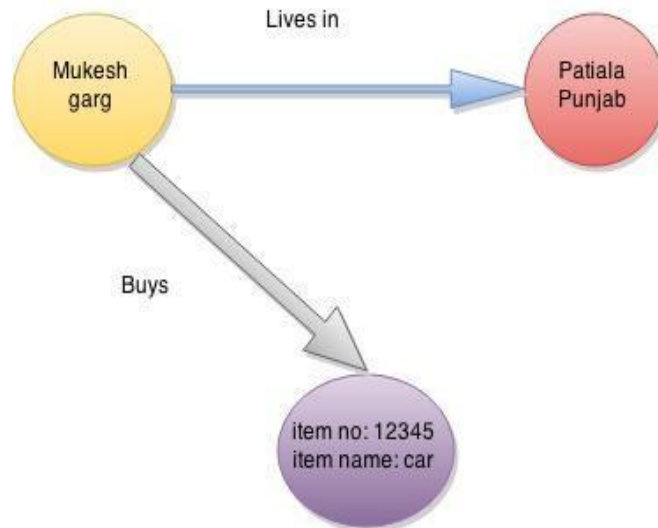 Lives in
Mukesh
garg
Patiala
Punjab
Buys
item no: 12345
item name: car